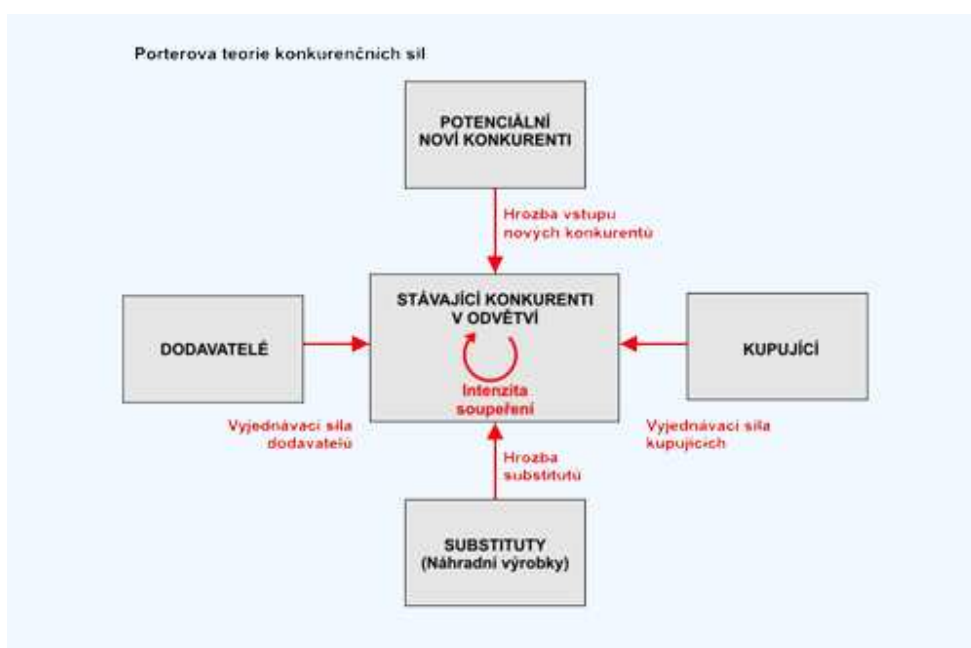 Porterova teorie konkurenčních sil
POTENCIÁLNÍ
NOVÍ KONKURENTI
Hrozba vstupu
nových konkurentů
STÁVAJÍCÍ KONKURENTI
V ODVĚTVÍ
Intenzita
soupeření
DODAVATELÉ
Vyjednávací síla
dodavatelů
KUPUJÍCÍ
Vyjednávací síla
kupujících
Hrozba
substitutů
SUBSTITUTY
(Náhradní výrobky)